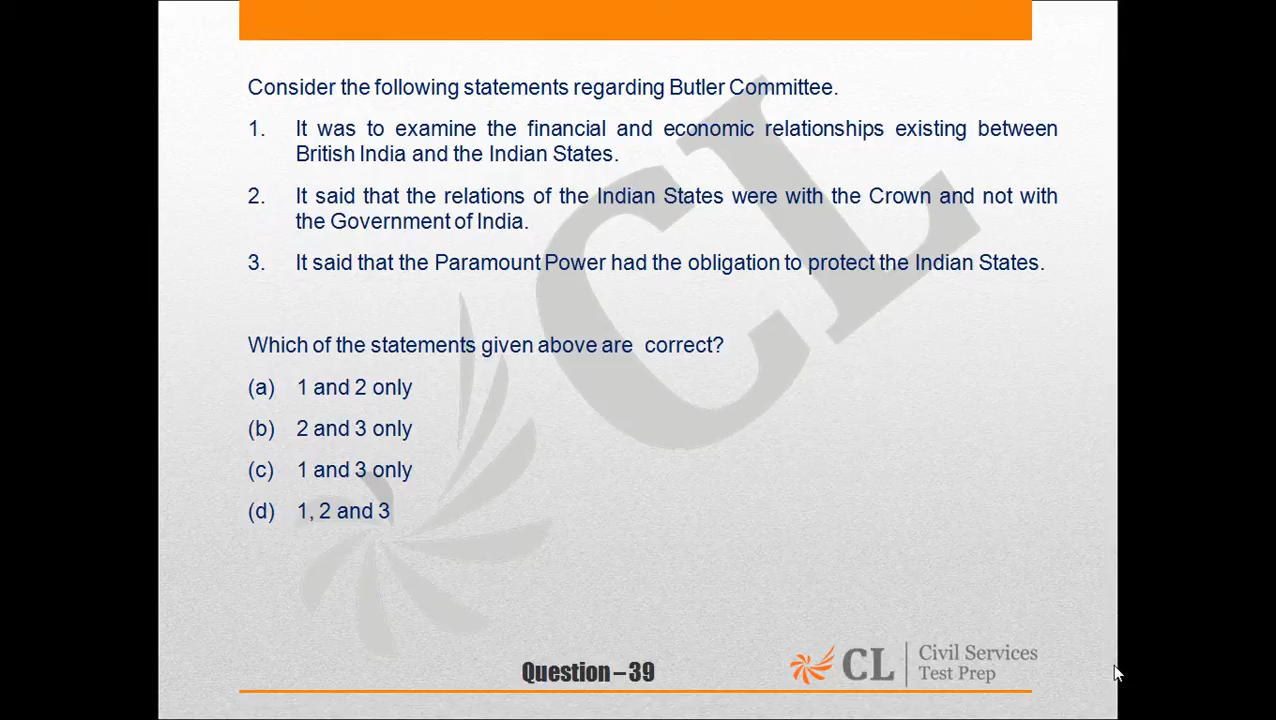 Consider the following statements regarding Butler Committee.
1. It was to examine the financial and economic relationships existing between
British India and the Indian States.
2. It said that the relations of the Indian States were with the Crown and not with
the Government of India.
3. It said that the Paramount Power had the obligation to protect the Indian States.
Which of the statements given above are correct?
(a) 1 and 2 only
(b) 2 and 3 only
(c) 1 and 3 only
(d) 1, 2 and 3
CL
Question – 39
CL
Civil Services
Test Prep